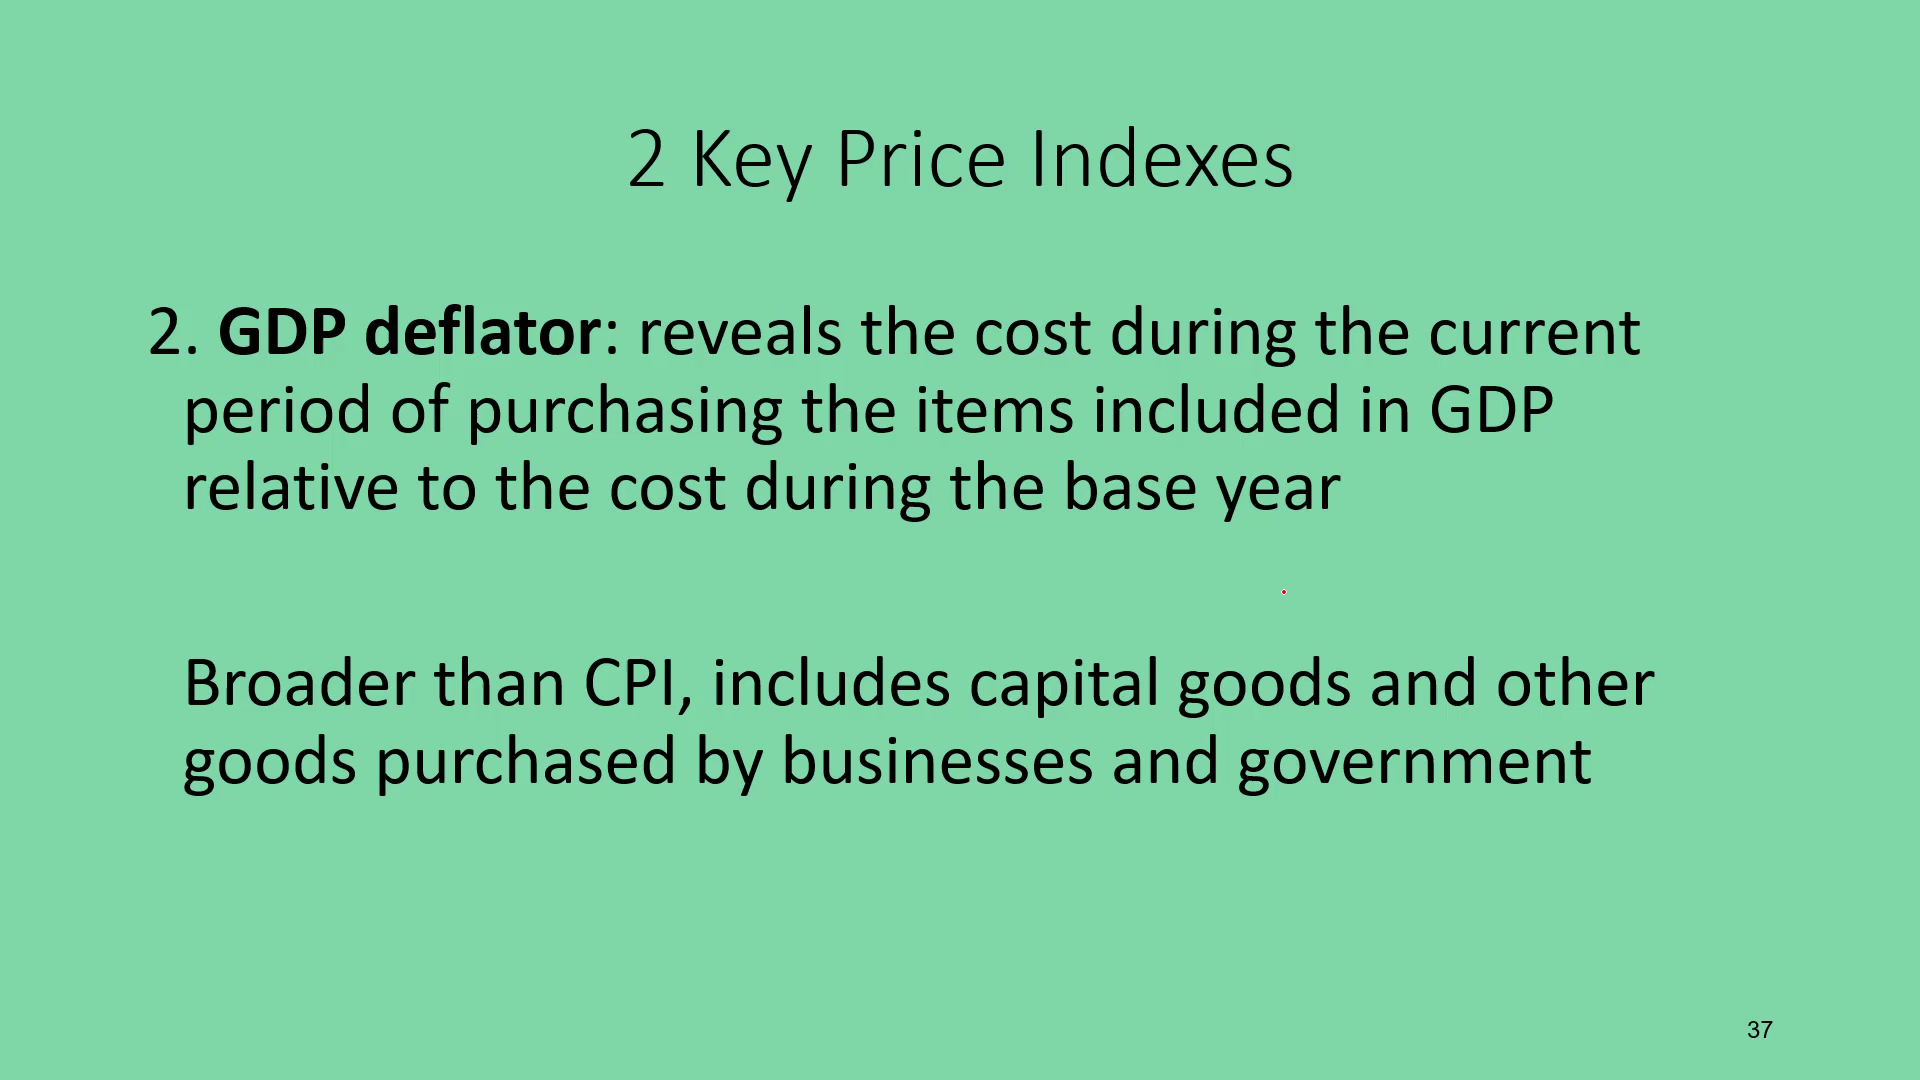 2 Key Price Indexes
2. GDP deflator: reveals the cost during the current
period of purchasing the items included in GDP
relative to the cost during the base year
Broader than CPI, includes capital goods and other
goods purchased by businesses and government
37